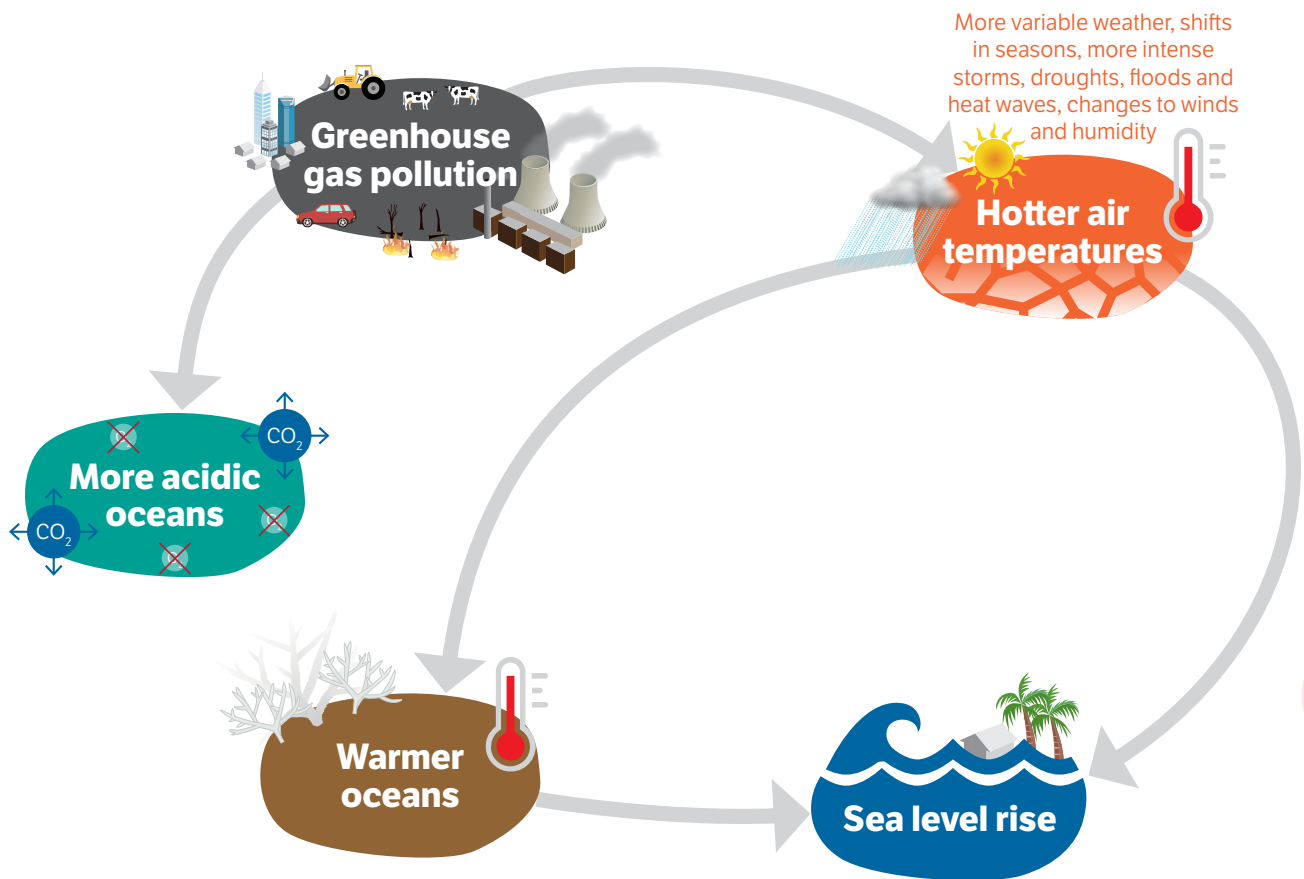 More variable weather, shifts
in seasons, more intense
storms, droughts, floods and
heat waves, changes to winds
and humidity
Greenhouse
gas pollution
Hotter air
temperatures
CO₂
More acidic
oceans
CO₂
Warmer
oceans
Sea level rise